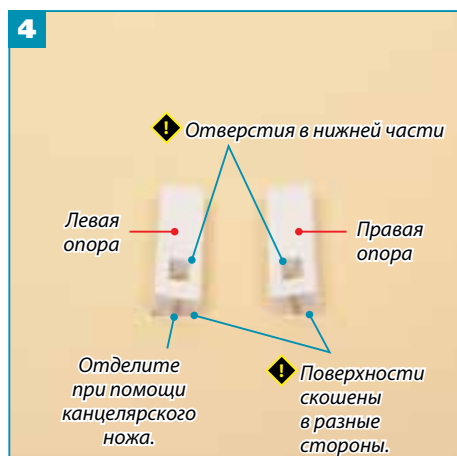 4
! Отверстия в нижней части
Левая
опора
Правая
опора
Отделите
при помощи
канцелярского
ножа.
! Поверхности
скошены
в разные
стороны.